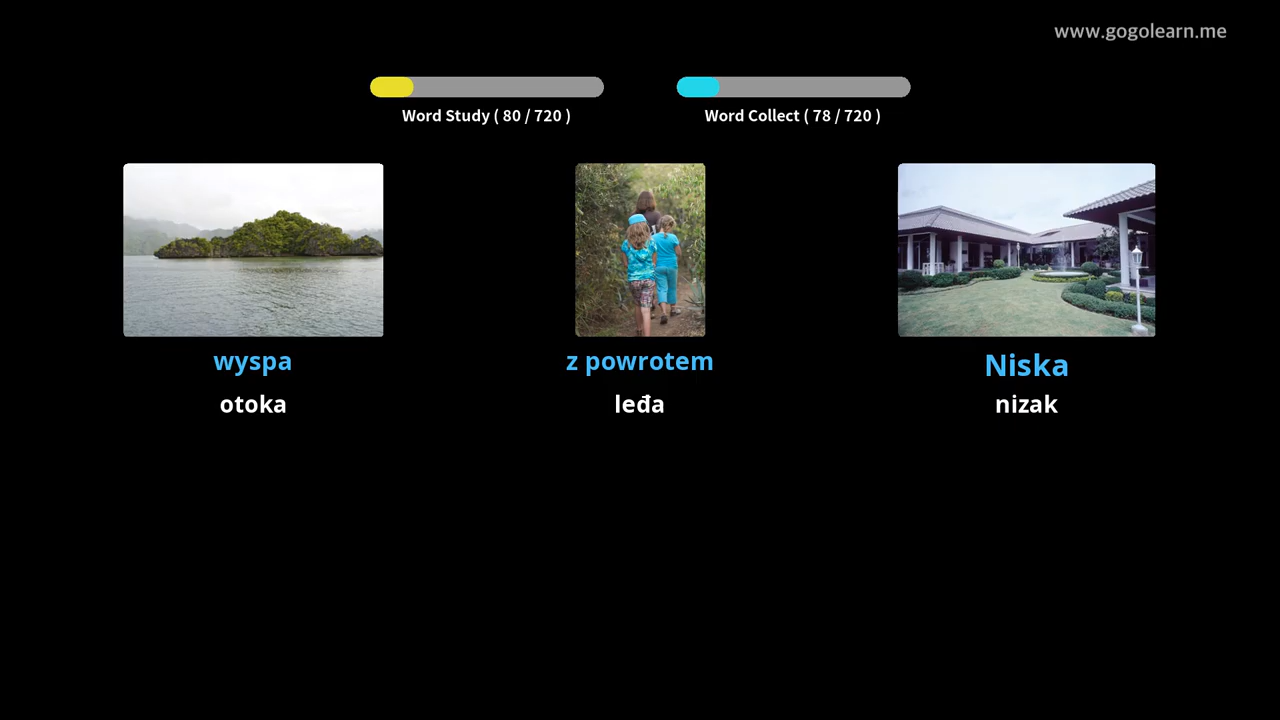 www.gogolearn.me
Word Study ( 80 / 720 )
Word Collect ( 78 / 720 )
wyspa
otoka
z powrotem
leđa
Niska
nizak